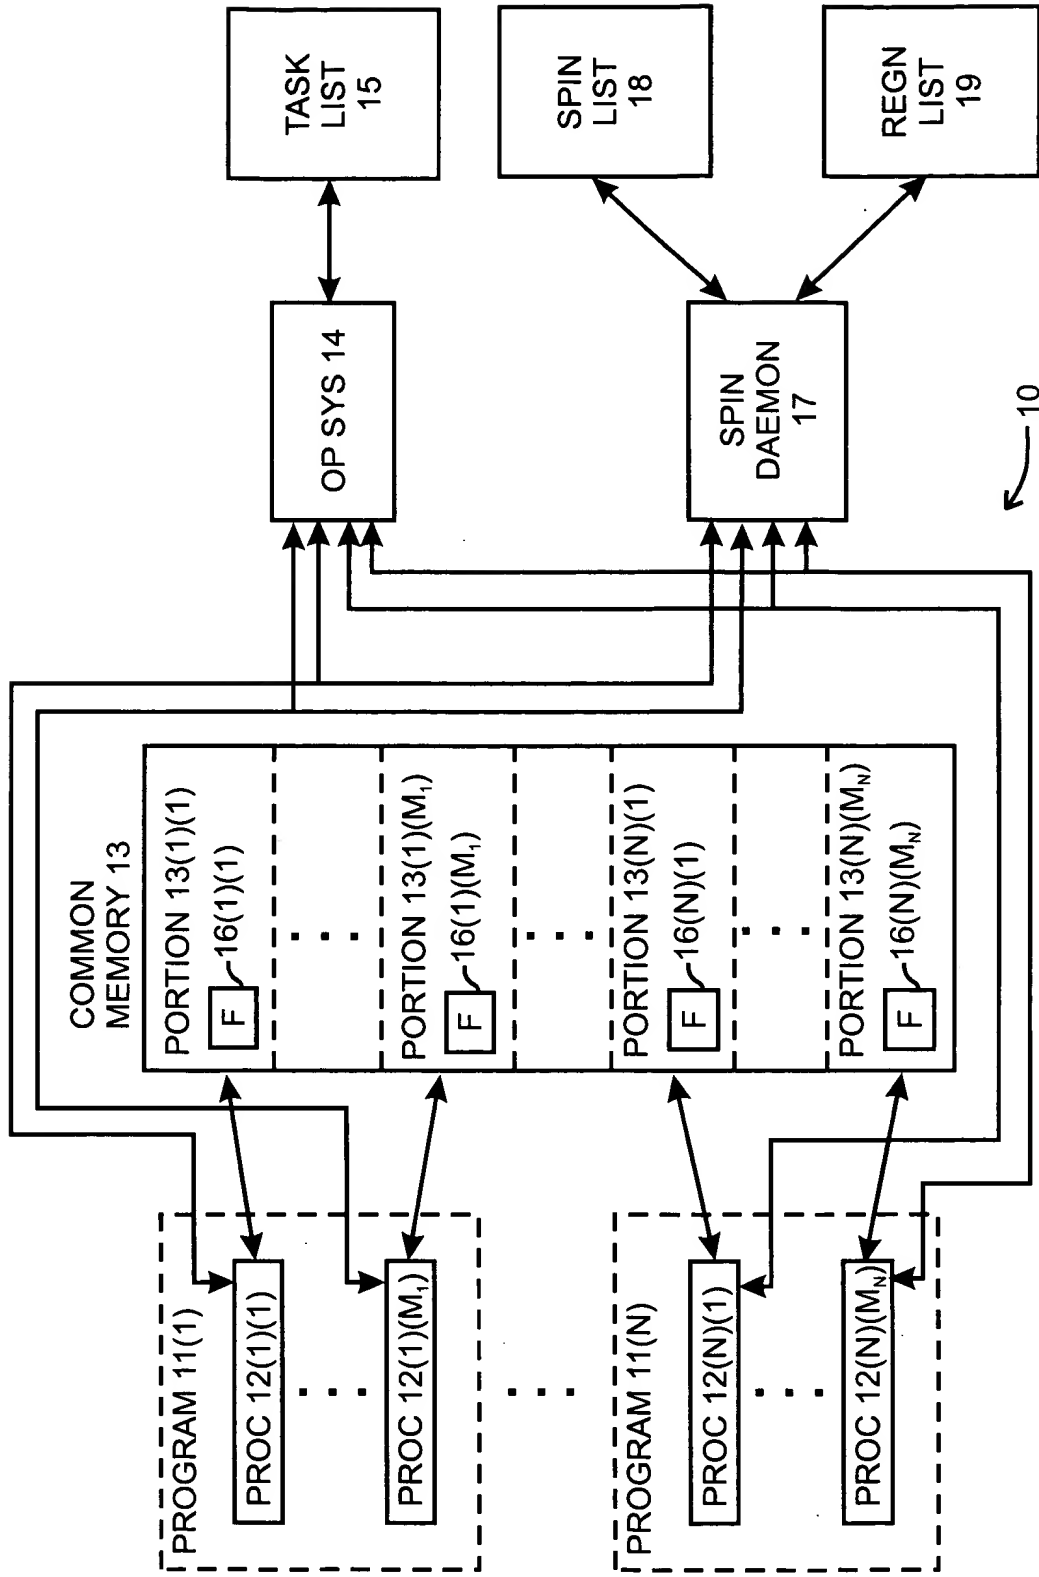 PROGRAM 11(1)
PROC 12(1)(1)
PROC 12(1)(M₁)
PROGRAM 11(N)
PROC 12(N)(1)
PROC 12(N)(M_N)
COMMON
MEMORY 13
PORTION 13(1)(1)
F
16(1)(1)
PORTION 13(1)(M₁)
F
16(1)(M₁)
PORTION 13(N)(1)
F
16(N)(1)
PORTION 13(N)(M_N)
F
16(N)(M_N)
OP SYS 14
TASK
LIST
15
SPIN
DAEMON
17
SPIN
LIST
18
REGN
LIST
19
10